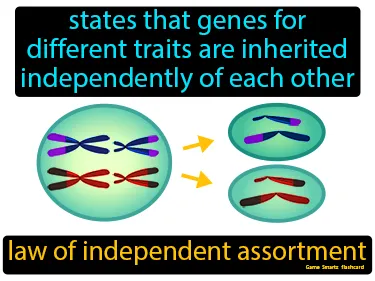 states that genes for
different traits are inherited
independently of each other
law of independent assortment
Game Smartz flashcard